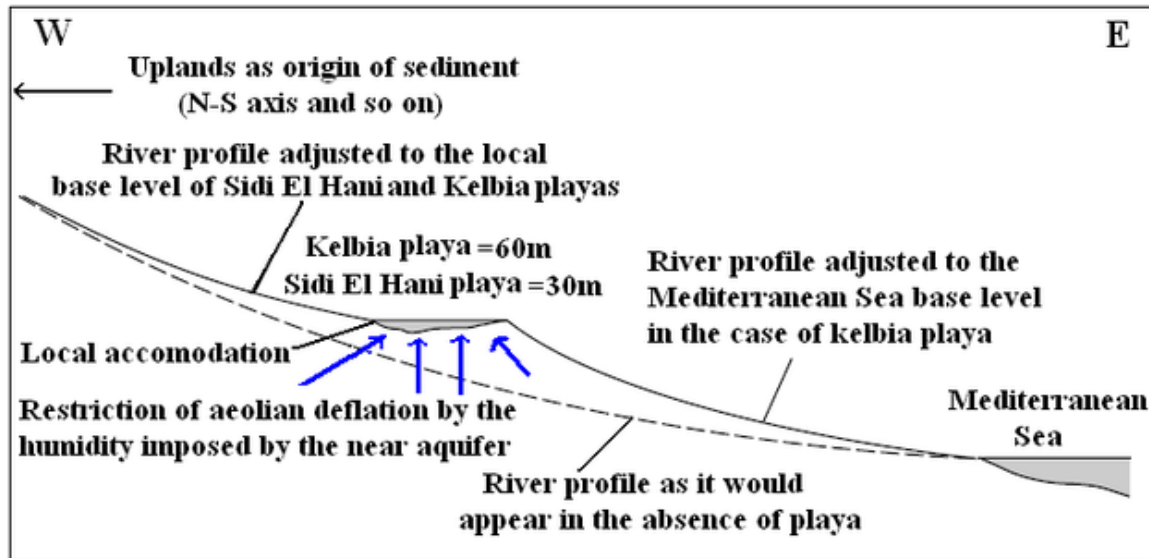 W
E
Uplands as origin of sediment
(N-S axis and so on)
River profile adjusted to the local
base level of Sidi El Hani and Kelbia playas
Kelbia playa =60m
Sidi El Hani playa =30m
River profile adjusted to the
Mediterranean Sea base level
in the case of kelbia playa
Local accomodation
Restriction of aeolian deflation by the
humidity imposed by the near aquifer
Mediterranean
Sea
River profile as it would
appear in the absence of playa